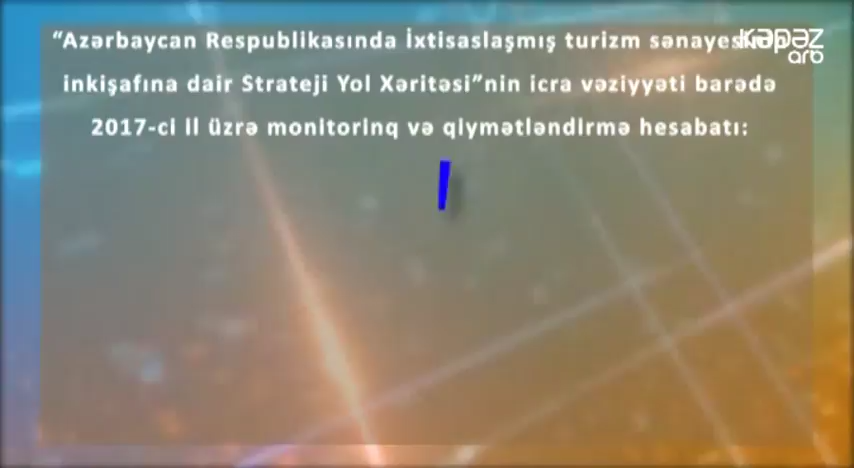 “Azərbaycan Respublikasında İxtisaslaşmış turizm
kəpəz
arb
inkişafına dair Strateji Yol Xəritəsi”nin icra vəziyyəti barədə
2017-ci il üzrə monitorinq və qiymətləndirmə hesabatı: